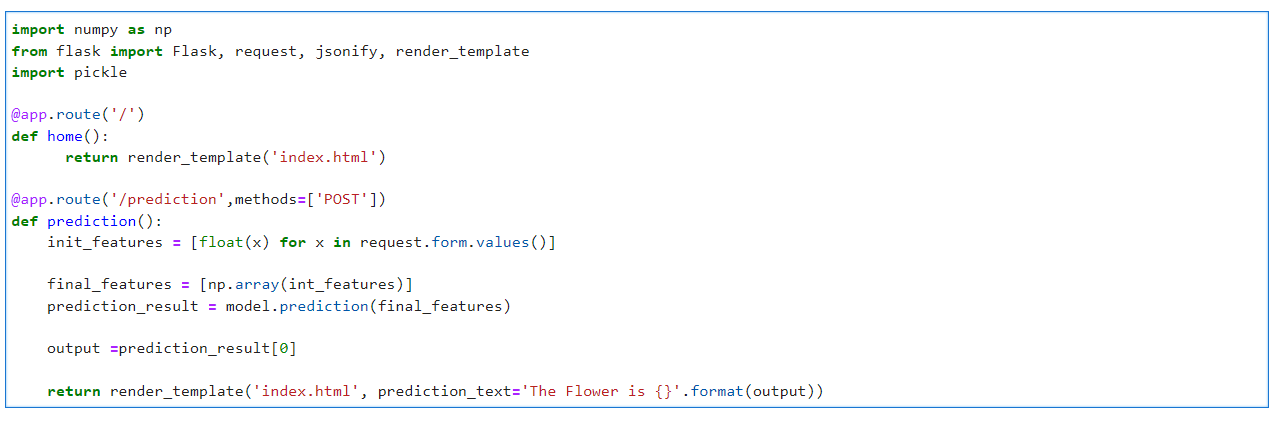 import numpy as np
from flask import Flask, request, jsonify, render_template
import pickle
@app.route('/')
def home():
return render_template('index.html')
@app.route('/prediction',methods=['POST'])
def prediction():
init_features = [float(x) for x in request.form.values()]
final_features = [np.array(int_features)]
prediction_result = model.prediction(final_features)
output =prediction_result[0]
return render_template('index.html', prediction_text='The Flower is {}'.format(output))